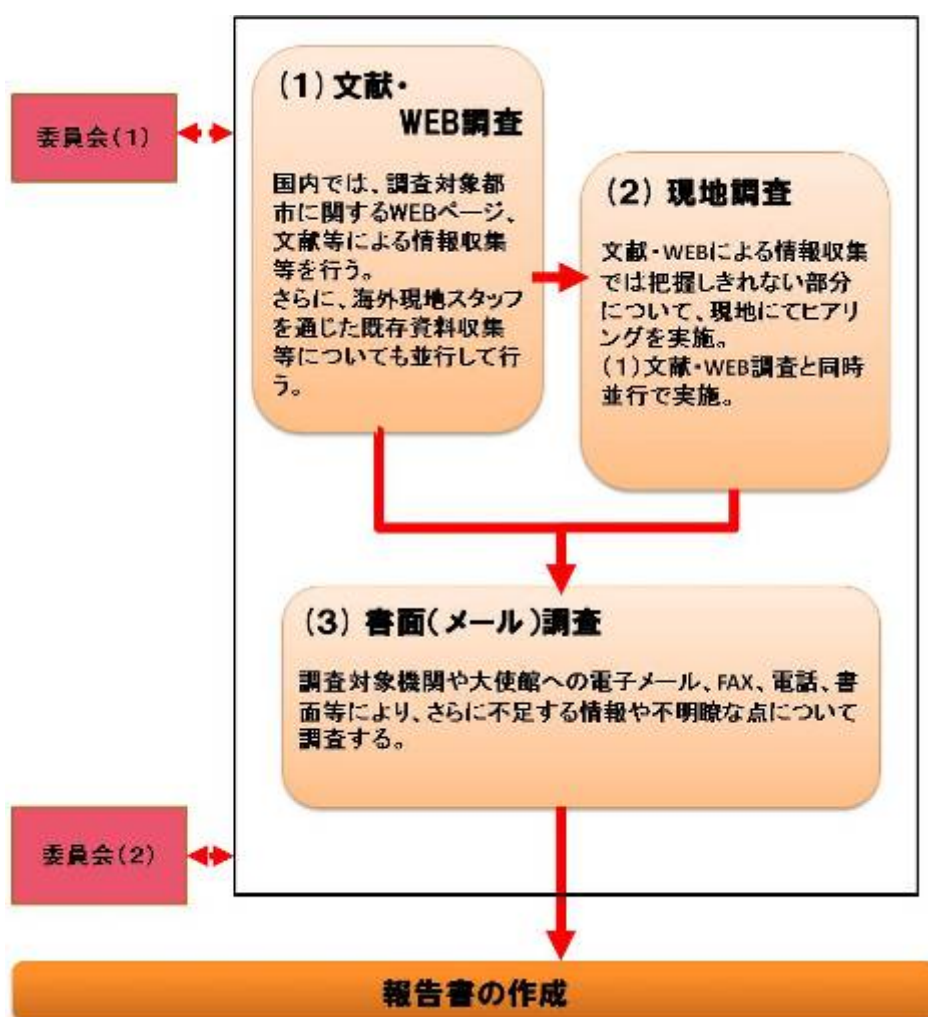 委員会(1)
(1) 文献・
WEB調査
国内では、調査対象都
市に関するWEBページ、
文献等による情報収集
等を行う。
さらに、海外現地スタッフ
を通じた既存資料収集
等についても並行して行
う。
(2) 現地調査
文献・WEBによる情報収集
では把握しきれない部分
について、現地にてヒアリ
ングを実施。
(1)文献・WEB調査と同時
並行で実施。
(3) 書面(メール)調査
調査対象機関や大使館への電子メール、FAX、電話、書
面等により、さらに不足する情報や不明瞭な点について
調査する。
委員会(2)
報告書の作成